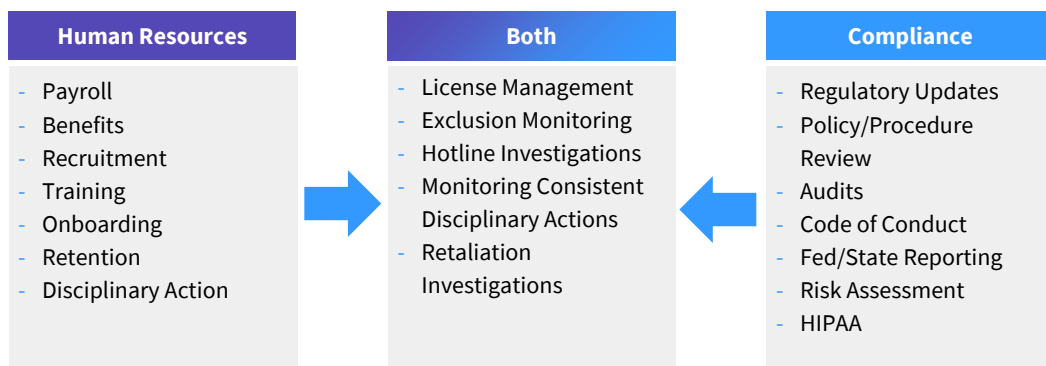 Human Resources
- Payroll
- Benefits
- Recruitment
- Training
- Onboarding
- Retention
- Disciplinary Action
Both
- License Management
- Exclusion Monitoring
- Hotline Investigations
- Monitoring Consistent
Disciplinary Actions
- Retaliation
Investigations
Compliance
- Regulatory Updates
- Policy/Procedure
Review
- Audits
- Code of Conduct
- Fed/State Reporting
- Risk Assessment
- HIPAA